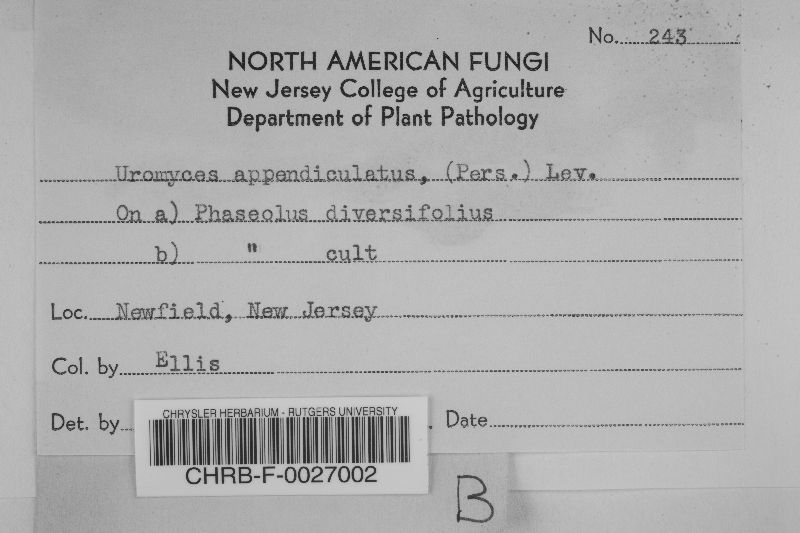 No. 243
NORTH AMERICAN FUNGI
New Jersey College of Agriculture
Department of Plant Pathology
Uromyces appendiculatus, (Pers.) Lev.
On a) Phaseolus diversifolius
b) " cult
Loc. Newfield, New Jersey
Col. by Ellis
Det. by
Date
CHRYSLER HERBARIUM - RUTGERS UNIVERSITY
CHRB-F-0027002
B